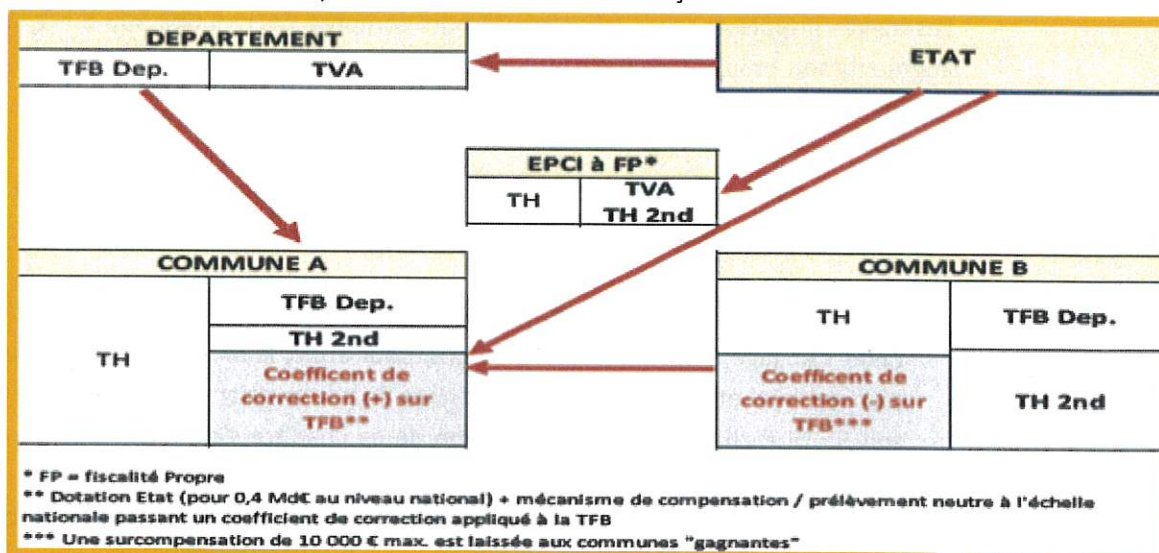 DEPARTEMENT
TFB Dep.
TVA
ETAT
EPCI à FP*
TH
TVA
TH 2nd
COMMUNE A
TH
TFB Dep.
TH 2nd
Coefficent de
correction (+) sur
TFB**
COMMUNE B
TH
TFB Dep.
Coefficent de
correction (-) sur
TFB***
TH 2nd
* FP = fiscalité Propre
** Dotation Etat (pour 0,4 Md€ au niveau national) + mécanisme de compensation / prélèvement neutre à l'échelle
nationale passant un coefficient de correction appliqué à la TFB
*** Une surcompensation de 10 000 € max. est laissée aux communes "gagnantes"